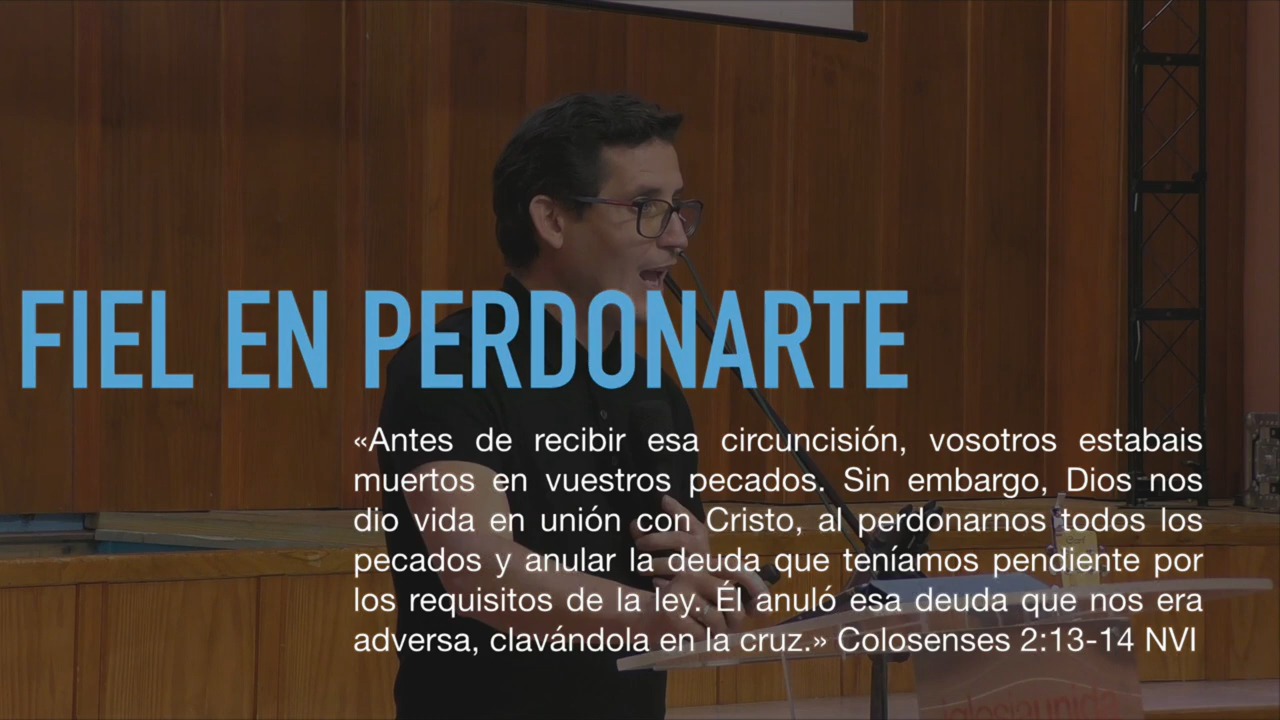 FIEL EN PERDONARTE
«Antes de recibir esa circuncisión, vosotros estabais
muertos en vuestros pecados. Sin embargo, Dios nos
dio vida en unión con Cristo, al perdonarnos todos los
pecados y anular la deuda que teníamos pendiente por
los requisitos de la ley. Él anuló esa deuda que nos era
adversa, clavándola en la cruz.» Colosenses 2:13-14 NVI
iglesiaunida